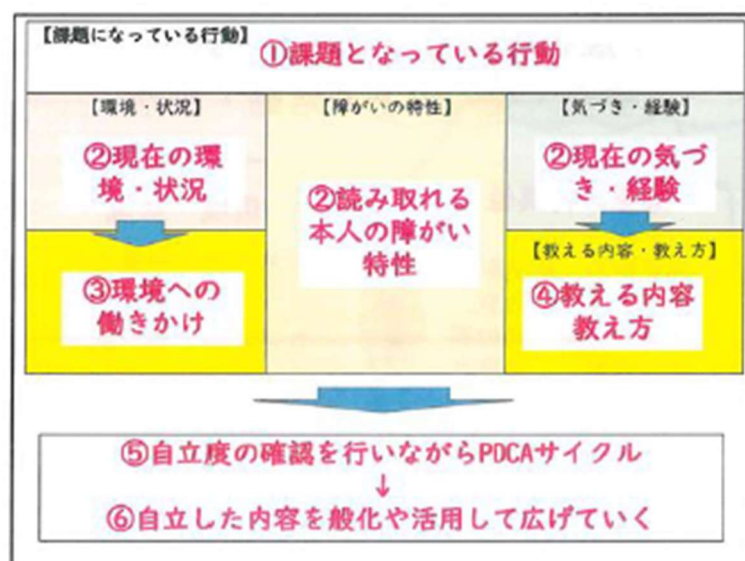 【課題になっている行動】
①課題となっている行動
【環境・状況】
②現在の環
境・状況
③環境への
働きかけ
【障がいの特性】
②読み取れる
本人の障がい
特性
【気づき・経験】
②現在の気づ
き・経験
【教える内容・教え方】
④教える内容
教え方
⑤自立度の確認を行いながらPDCAサイクル
↓
⑥自立した内容を般化や活用して広げていく